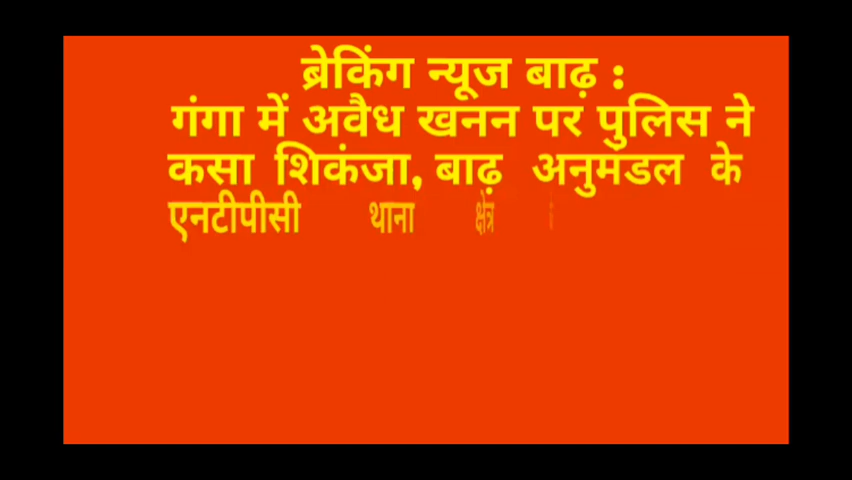 ब्रेकिंग न्यूज बाढ़ :
गंगा में अवैध खनन पर पुलिस ने
कसा शिकंजा, बाढ़ अनुमंडल के
एनटीपीसी थाना क्षेत्र